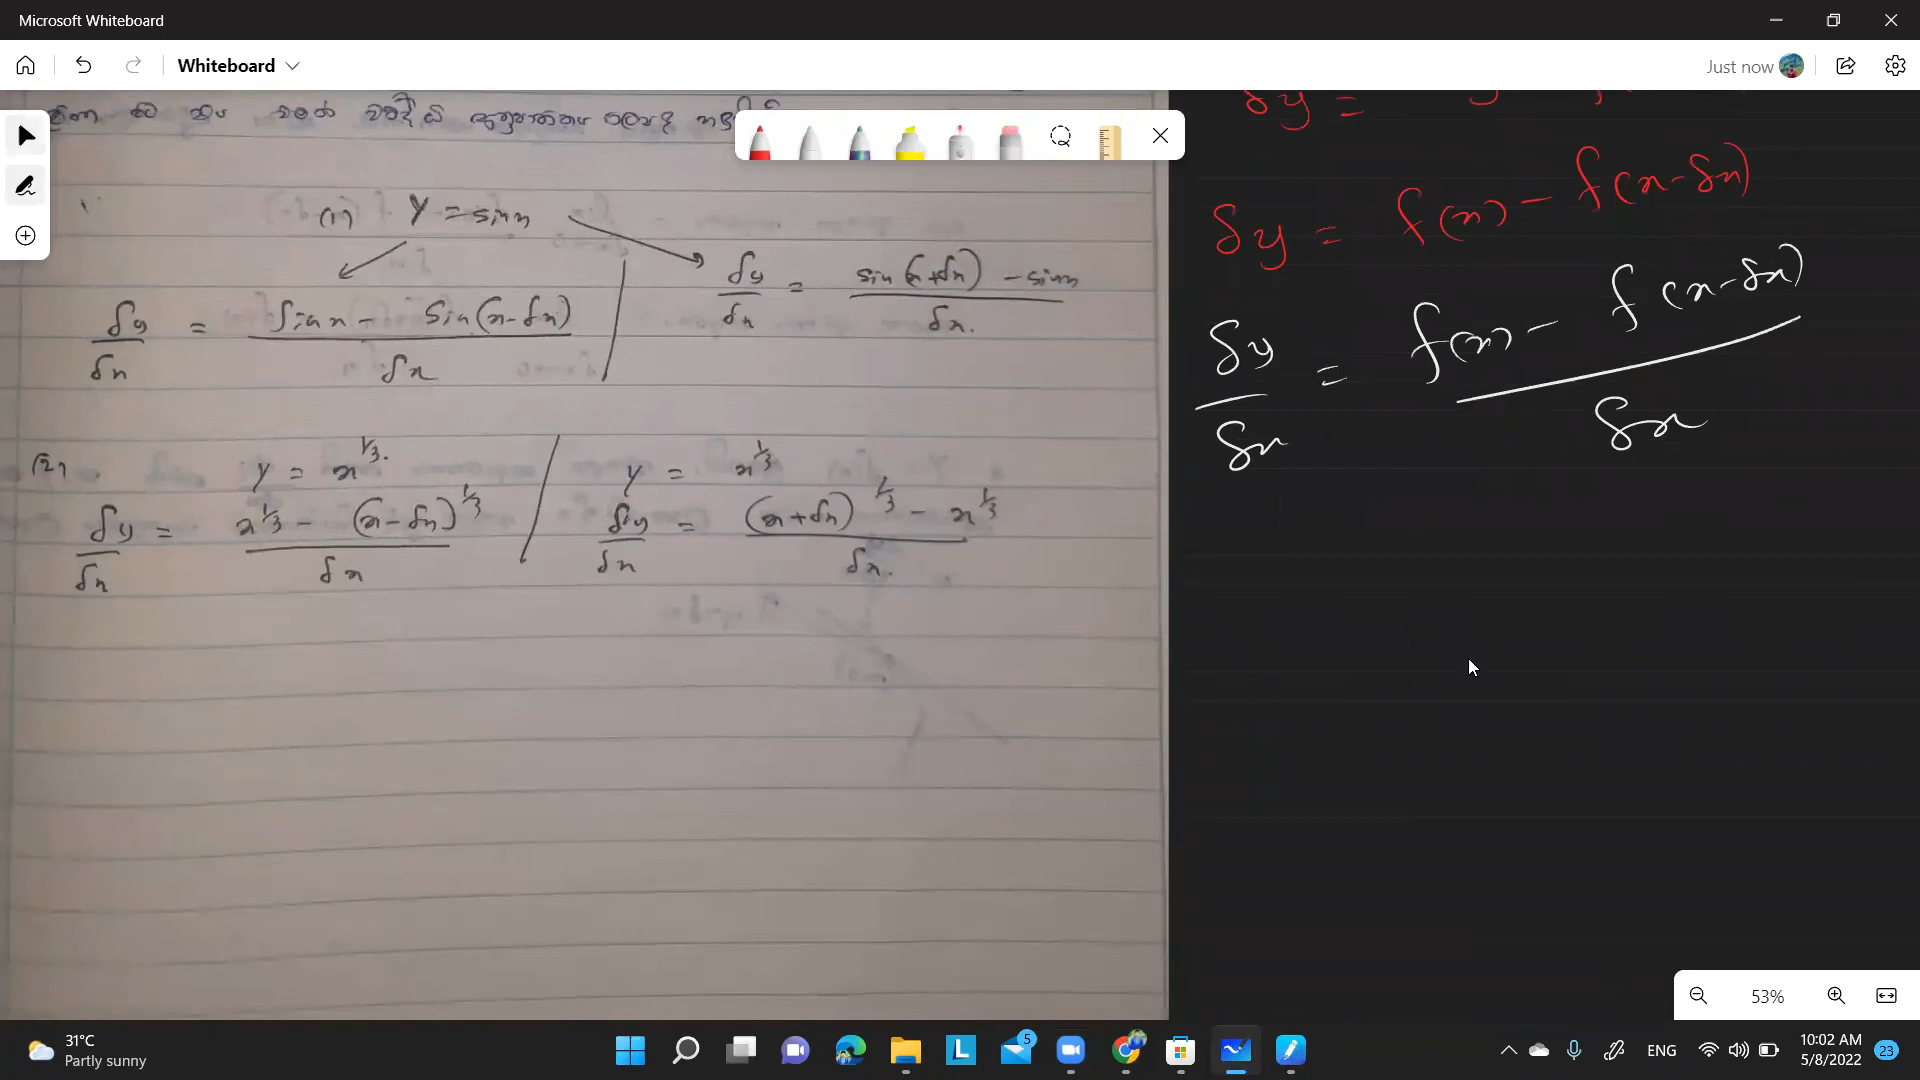 Microsoft Whiteboard
Whiteboard
Just now
(1) y = sin x
δy/δx = sin x - sin(x-δx)/δx
δy/δx = sin(x+δx) - sin x/δx.
(2) y = x^1/3.
δy/δx = x^1/3 - (x-δx)^1/3/δx
y = x^1/3
δy/δx = (x+δx)^1/3 - x^1/3/δx.
δy =
δy = f(x) - f(x-δx)
δy/δx = f(x) - f(x-δx)/δx
53%
31°C
Partly sunny
5
ENG
10:02 AM
5/8/2022
23